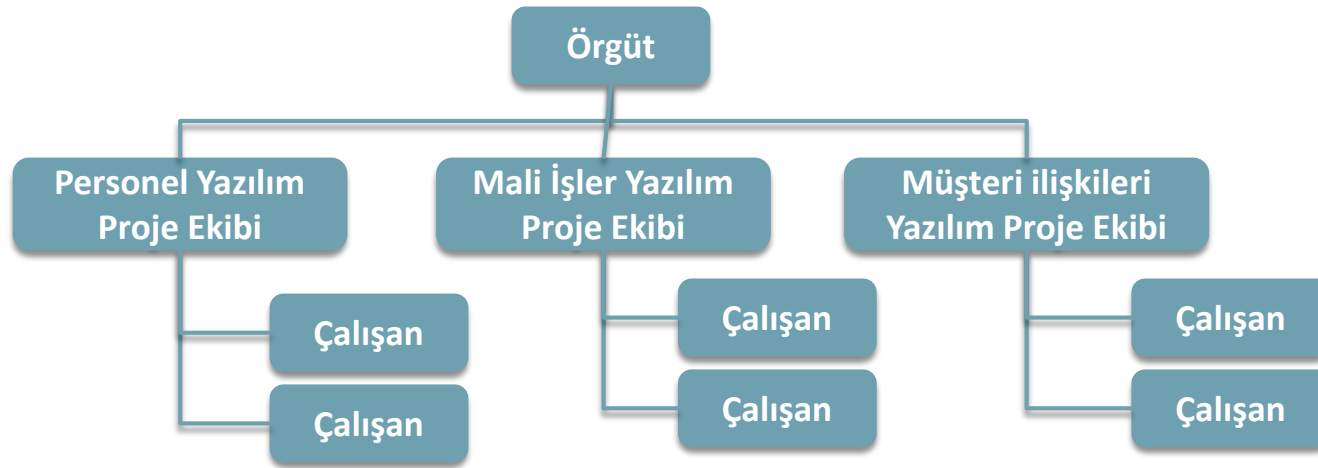 Örgüt
Personel Yazılım
Proje Ekibi
Mali İşler Yazılım
Proje Ekibi
Müşteri ilişkileri
Yazılım Proje Ekibi
Çalışan
Çalışan
Çalışan
Çalışan
Çalışan
Çalışan